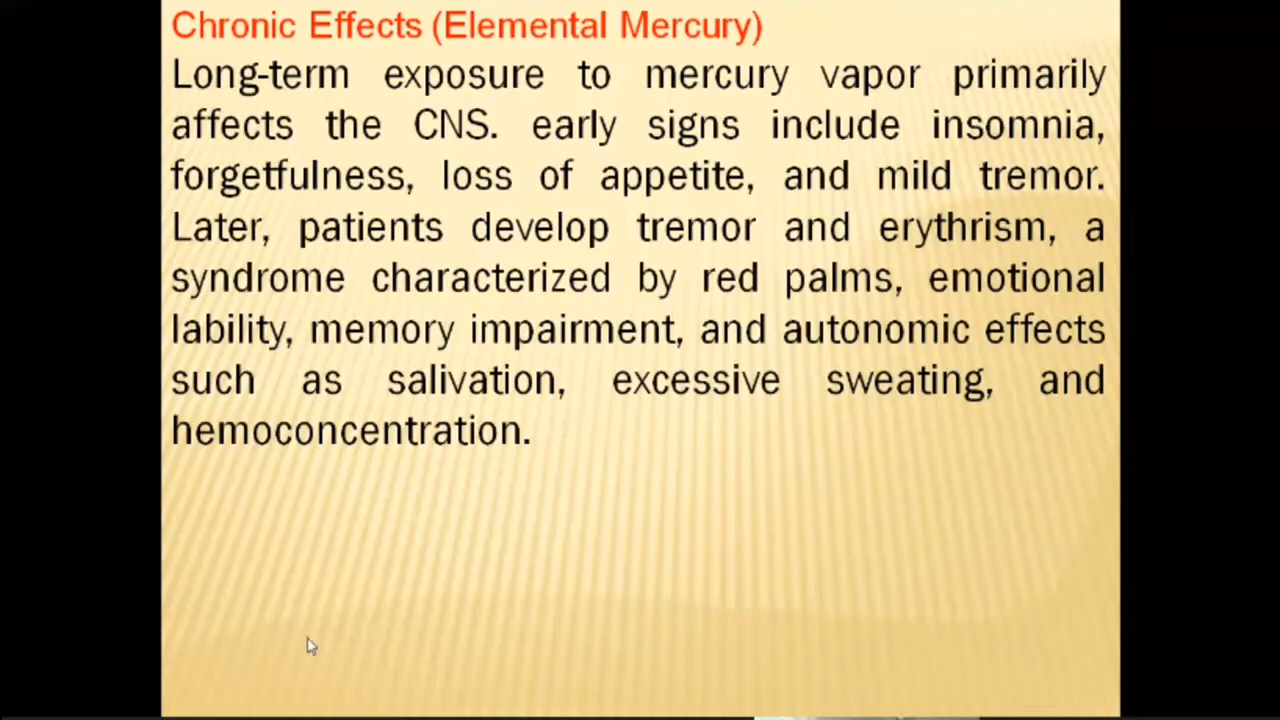 Chronic Effects (Elemental Mercury)
Long-term exposure to mercury vapor primarily
affects the CNS. early signs include insomnia,
forgetfulness, loss of appetite, and mild tremor.
Later, patients develop tremor and erythrism, a
syndrome characterized by red palms, emotional
lability, memory impairment, and autonomic effects
such as salivation, excessive sweating, and
hemoconcentration.